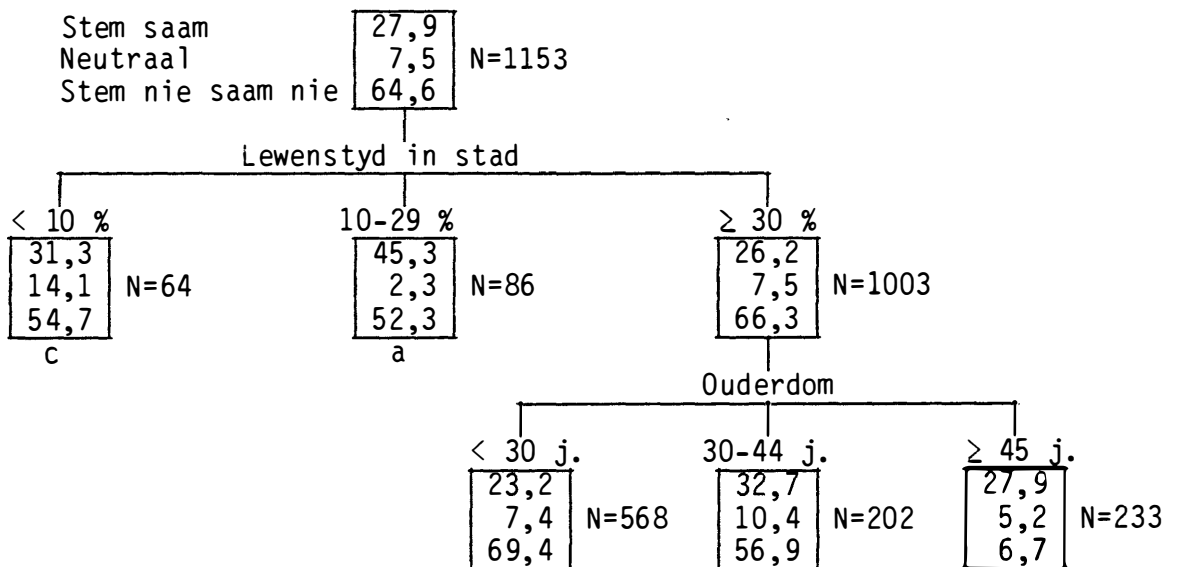 Stem saam 27,9
Neutraal 7,5 N=1153
Stem nie saam nie 64,6
Lewenstyd in stad
< 10 % 10-29 % ≥ 30 %
31,3 45,3 26,2
14,1 N=64 2,3 N=86 7,5 N=1003
54,7 52,3 66,3
c a
Ouderdom
< 30 j. 30-44 j. ≥ 45 j.
23,2 32,7 27,9
7,4 N=568 10,4 N=202 5,2 N=233
69,4 56,9 6,7